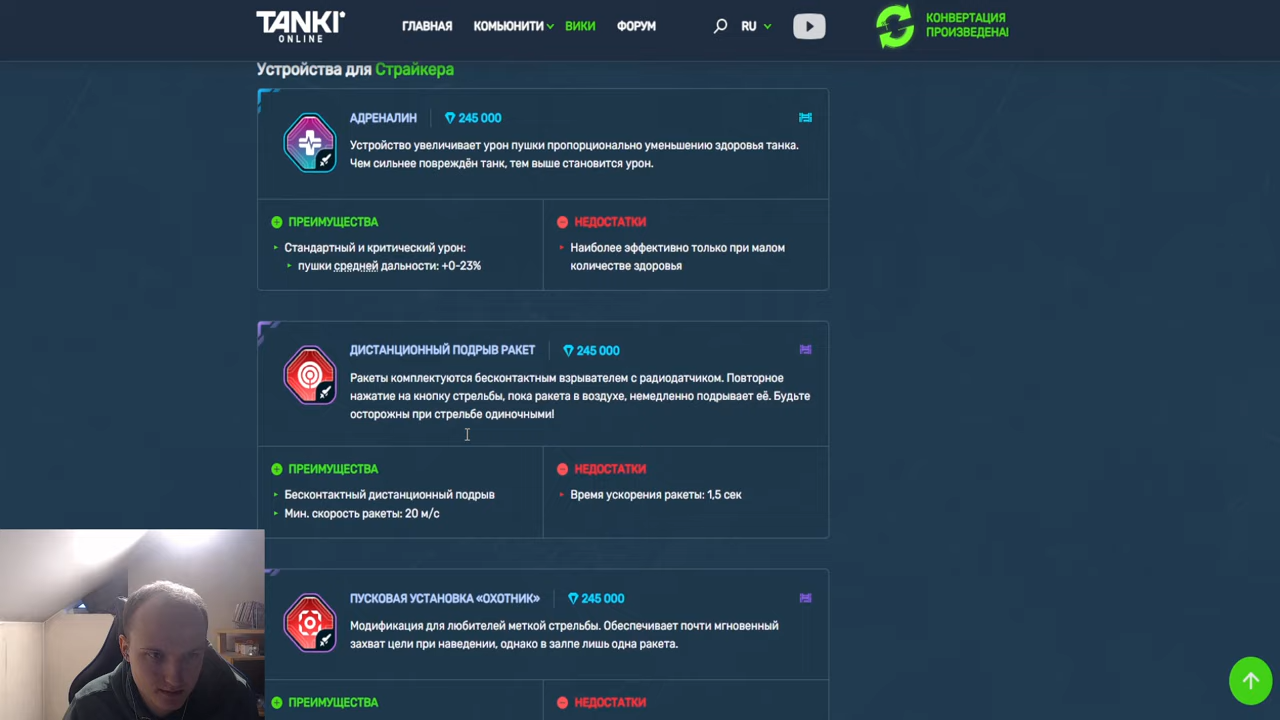 TANKI
ONLINE
ГЛАВНАЯ
КОМЬЮНИТИ
ВИКИ
ФОРУМ
RU
КОНВЕРТАЦИЯ
ПРОИЗВЕДЕНА!
Устройства для Страйкера
АДРЕНАЛИН 245 000
Устройство увеличивает урон пушки пропорционально уменьшению здоровья танка.
Чем сильнее повреждён танк, тем выше становится урон.
ПРЕИМУЩЕСТВА
Стандартный и критический урон:
пушки средней дальности: +0-23%
НЕДОСТАТКИ
Наиболее эффективно только при малом
количестве здоровья
ДИСТАНЦИОННЫЙ ПОДРЫВ РАКЕТ 245 000
Ракеты комплектуются бесконтактным взрывателем с радиодатчиком. Повторное
нажатие на кнопку стрельбы, пока ракета в воздухе, немедленно подрывает её. Будьте
осторожны при стрельбе одиночными!
ПРЕИМУЩЕСТВА
Бесконтактный дистанционный подрыв
Мин. скорость ракеты: 20 м/с
НЕДОСТАТКИ
Время ускорения ракеты: 1,5 сек
ПУСКОВАЯ УСТАНОВКА «ОХОТНИК» 245 000
Модификация для любителей меткой стрельбы. Обеспечивает почти мгновенный
захват цели при наведении, однако в залпе лишь одна ракета.
ПРЕИМУЩЕСТВА
НЕДОСТАТКИ